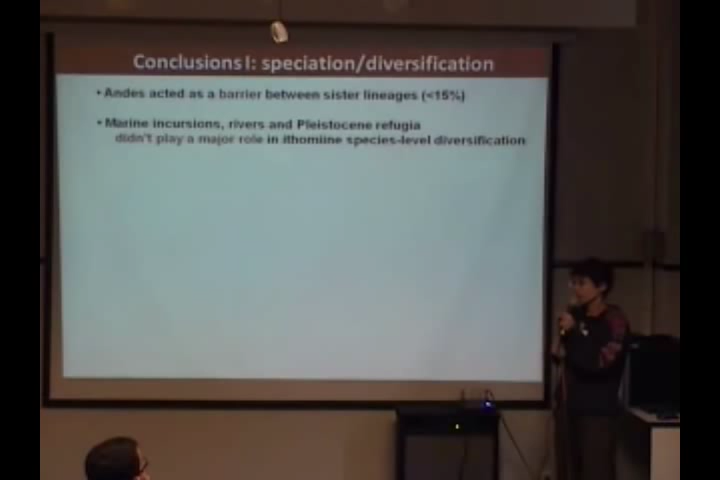 Conclusions I: speciation/diversification
• Andes acted as a barrier between sister lineages (<15%)
• Marine incursions, rivers and Pleistocene refugia
didn't play a major role in ithomiine species-level diversification